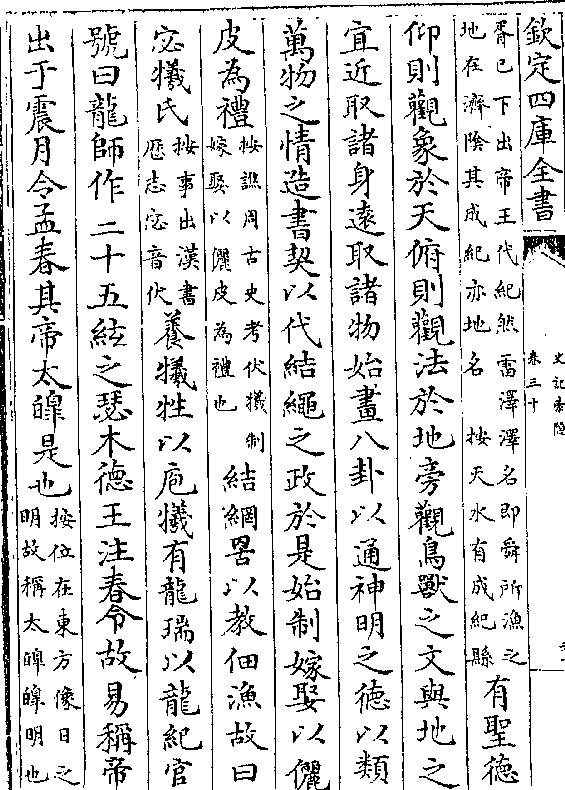 欽定四庫全書
史記索隱
卷三十
胥已下出帝王代紀然雷澤澤名即舜所漁之
地在濟陰其成紀亦地名按天水有成紀縣
有聖德
仰則觀象於天俯則觀法於地旁觀鳥獸之文與地之
宜近取諸身遠取諸物始畫八卦以通神明之德以類
萬物之情造書契以代結繩之政於是始制嫁娶以儷
皮為禮
按譙周古史考伏犧制
嫁娶以儷皮為禮也
結網罟以教佃漁故曰
宓犧氏
按事出漢書
歷志宓音伏
養犧牲以庖犧有龍瑞以龍紀官
號曰龍師作二十五絃之瑟木德王注春令故易稱帝
出于震月令孟春其帝太皡是也
按位在東方像日之
明故稱太皡皡明也